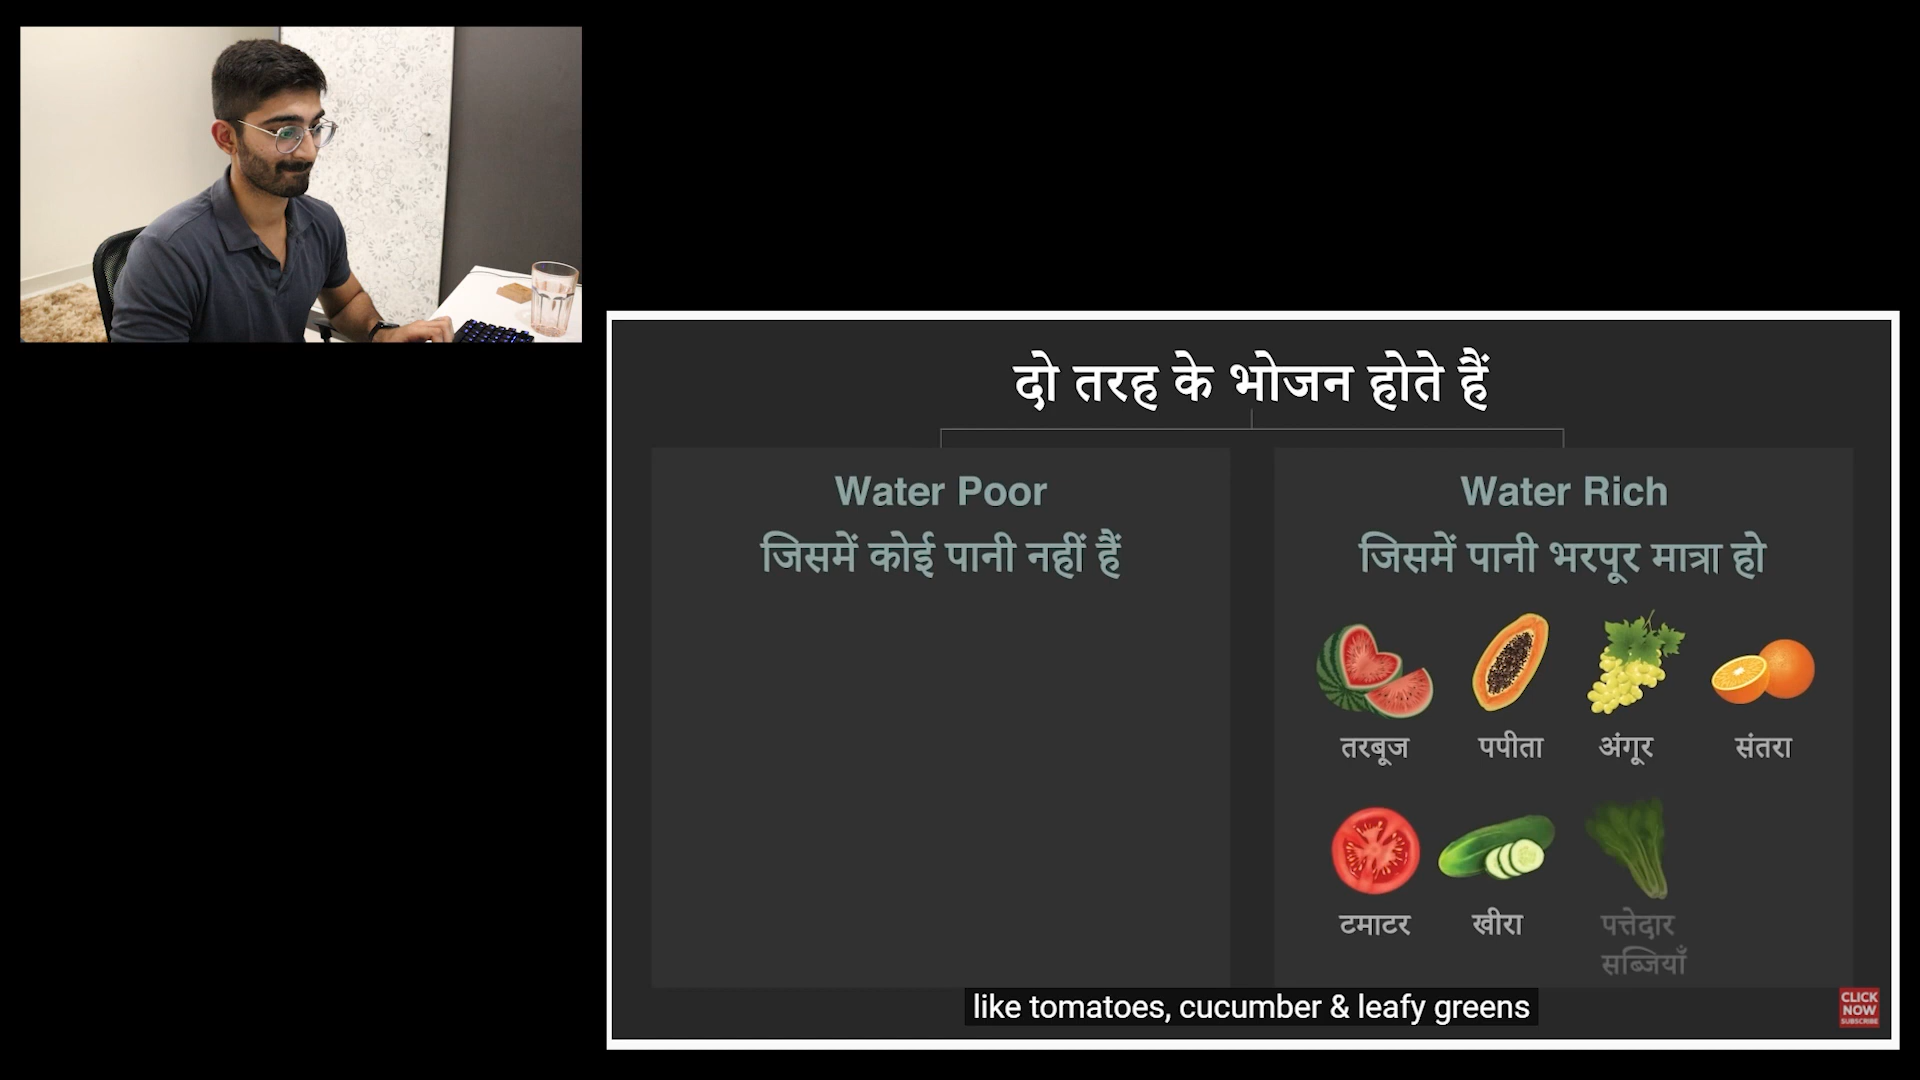 दो तरह के भोजन होते हैं
Water Poor
जिसमें कोई पानी नहीं हैं
Water Rich
जिसमें पानी भरपूर मात्रा हो
तरबूज पपीता अंगूर संतरा
टमाटर खीरा पत्तेदार
सब्जियाँ
like tomatoes, cucumber & leafy greens
CLICK
NOW
SUBSCRIBE